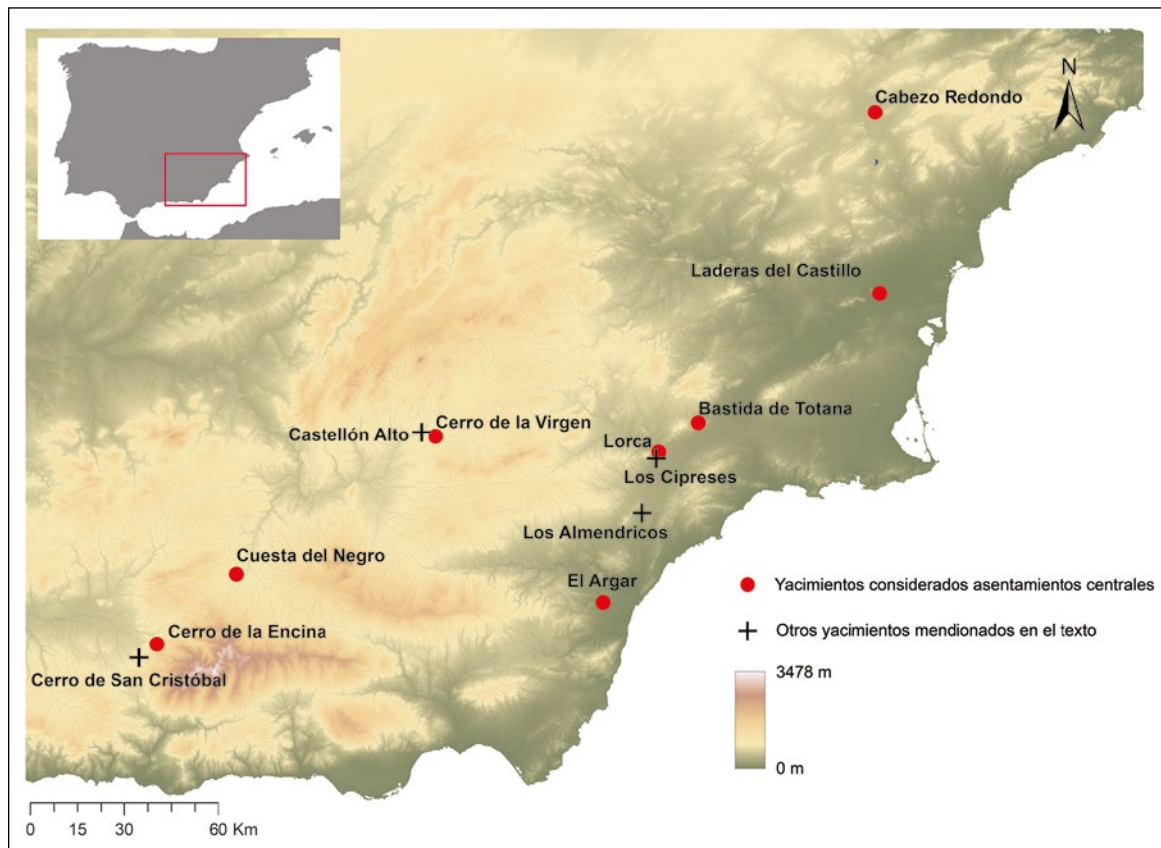 N
Cabezo Redondo
Laderas del Castillo
Bastida de Totana
Castellón Alto
Cerro de la Virgen
Lorca
Los Cipreses
Los Almendricos
Cuesta del Negro
El Argar
Yacimientos considerados asentamientos centrales
Cerro de la Encina
Otros yacimientos mendionados en el texto
Cerro de San Cristóbal
3478 m
0 m
0 15 30 60 Km